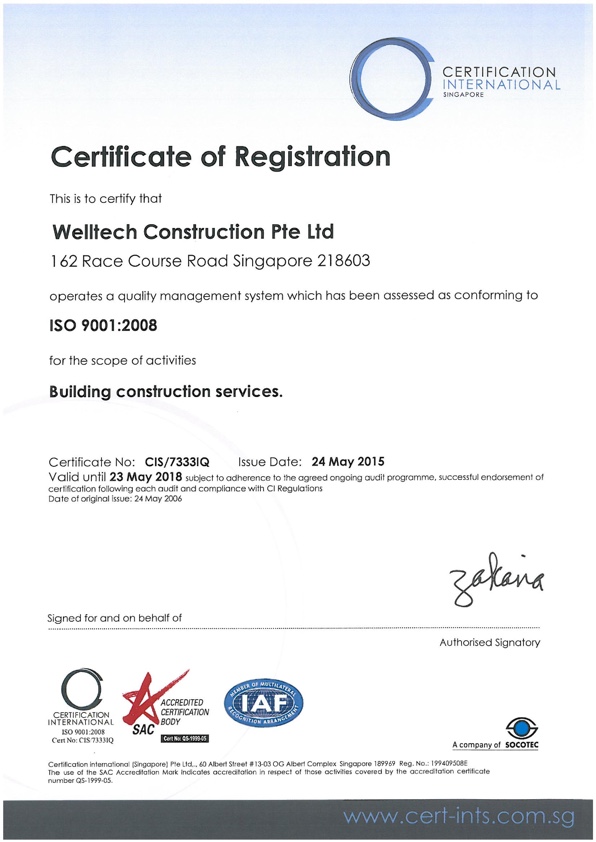 CERTIFICATION
INTERNATIONAL
SINGAPORE
Certificate of Registration
This is to certify that
Welltech Construction Pte Ltd
162 Race Course Road Singapore 218603
operates a quality management system which has been assessed as conforming to
ISO 9001:2008
for the scope of activities
Building construction services.
Certificate No: CIS/7333IQ Issue Date: 24 May 2015
Valid until 23 May 2018 subject to adherence to the agreed ongoing audit programme, successful endorsement of
certification following each audit and compliance with CI Regulations
Date of original issue: 24 May 2006
zakaria
Signed for and on behalf of
Authorised Signatory
CERTIFICATION
INTERNATIONAL
ISO 9001:2008
Cert No: CIS/7333IQ
SAC
ACCREDITED
CERTIFICATION
BODY
Cert No: QS-1999-05
MEMBER OF MULTILATERAL
IAF
RECOGNITION ARRANGEMENT
A company of SOCOTEC
Certification International (Singapore) Pte Ltd., 60 Albert Street #13-03 OG Albert Complex Singapore 189969 Reg. No.: 199409508E
The use of the SAC Accreditation Mark indicates accreditation in respect of those activities covered by the accreditation certificate
number QS-1999-05.
www.cert-ints.com.sg